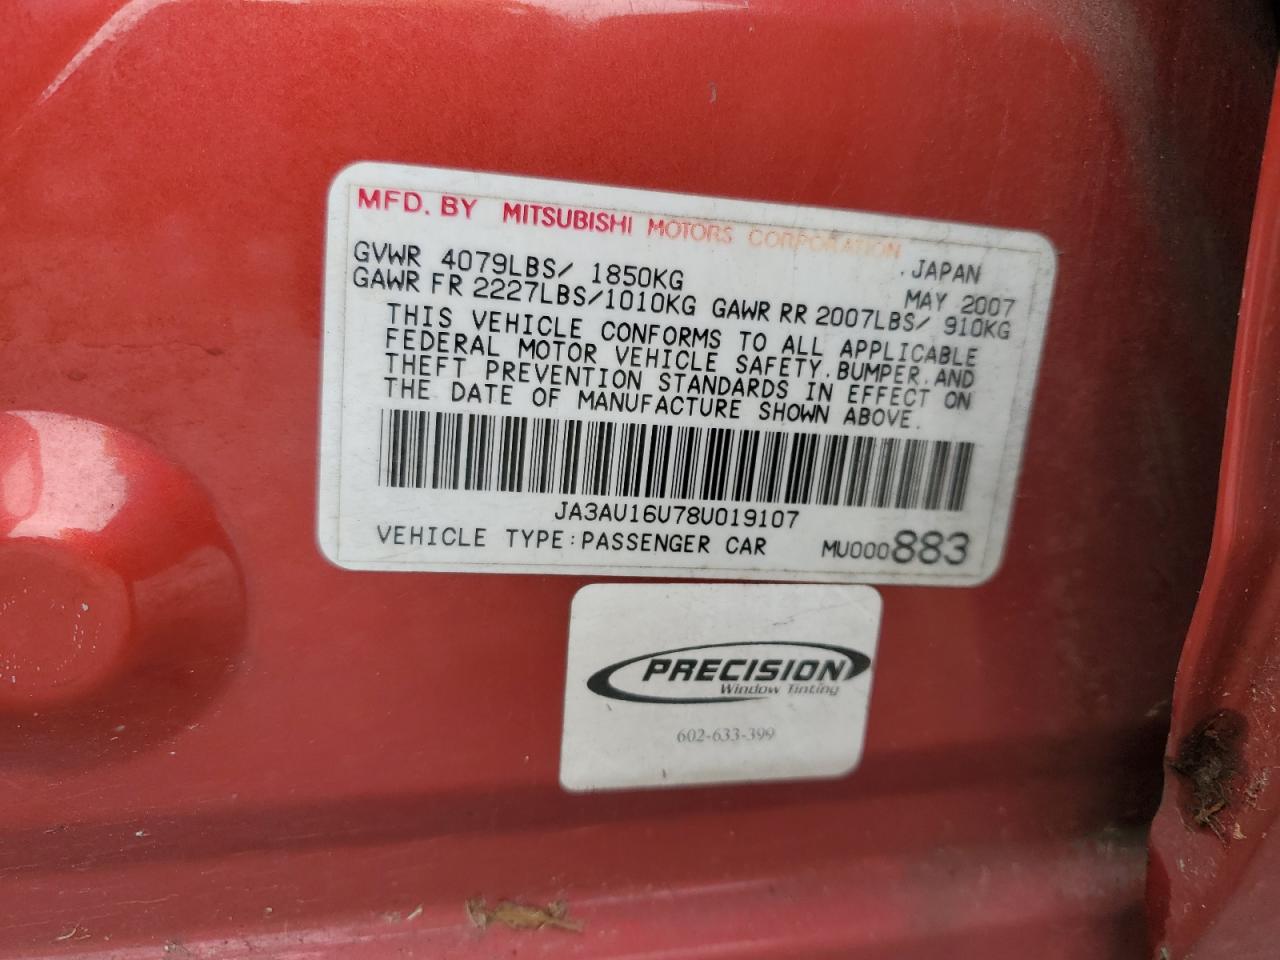 MFD. BY MITSUBISHI MOTORS CORPORATION
GVWR 4079LBS/ 1850KG JAPAN
GAWR FR 2227LBS/1010KG GAWR RR 2007LBS/ 910KG MAY 2007
THIS VEHICLE CONFORMS TO ALL APPLICABLE
FEDERAL MOTOR VEHICLE SAFETY, BUMPER, AND
THEFT PREVENTION STANDARDS IN EFFECT ON
THE DATE OF MANUFACTURE SHOWN ABOVE.
JA3AU16U78U019107
VEHICLE TYPE:PASSENGER CAR MU000883
PRECISION
Window Tinting
602-633-399